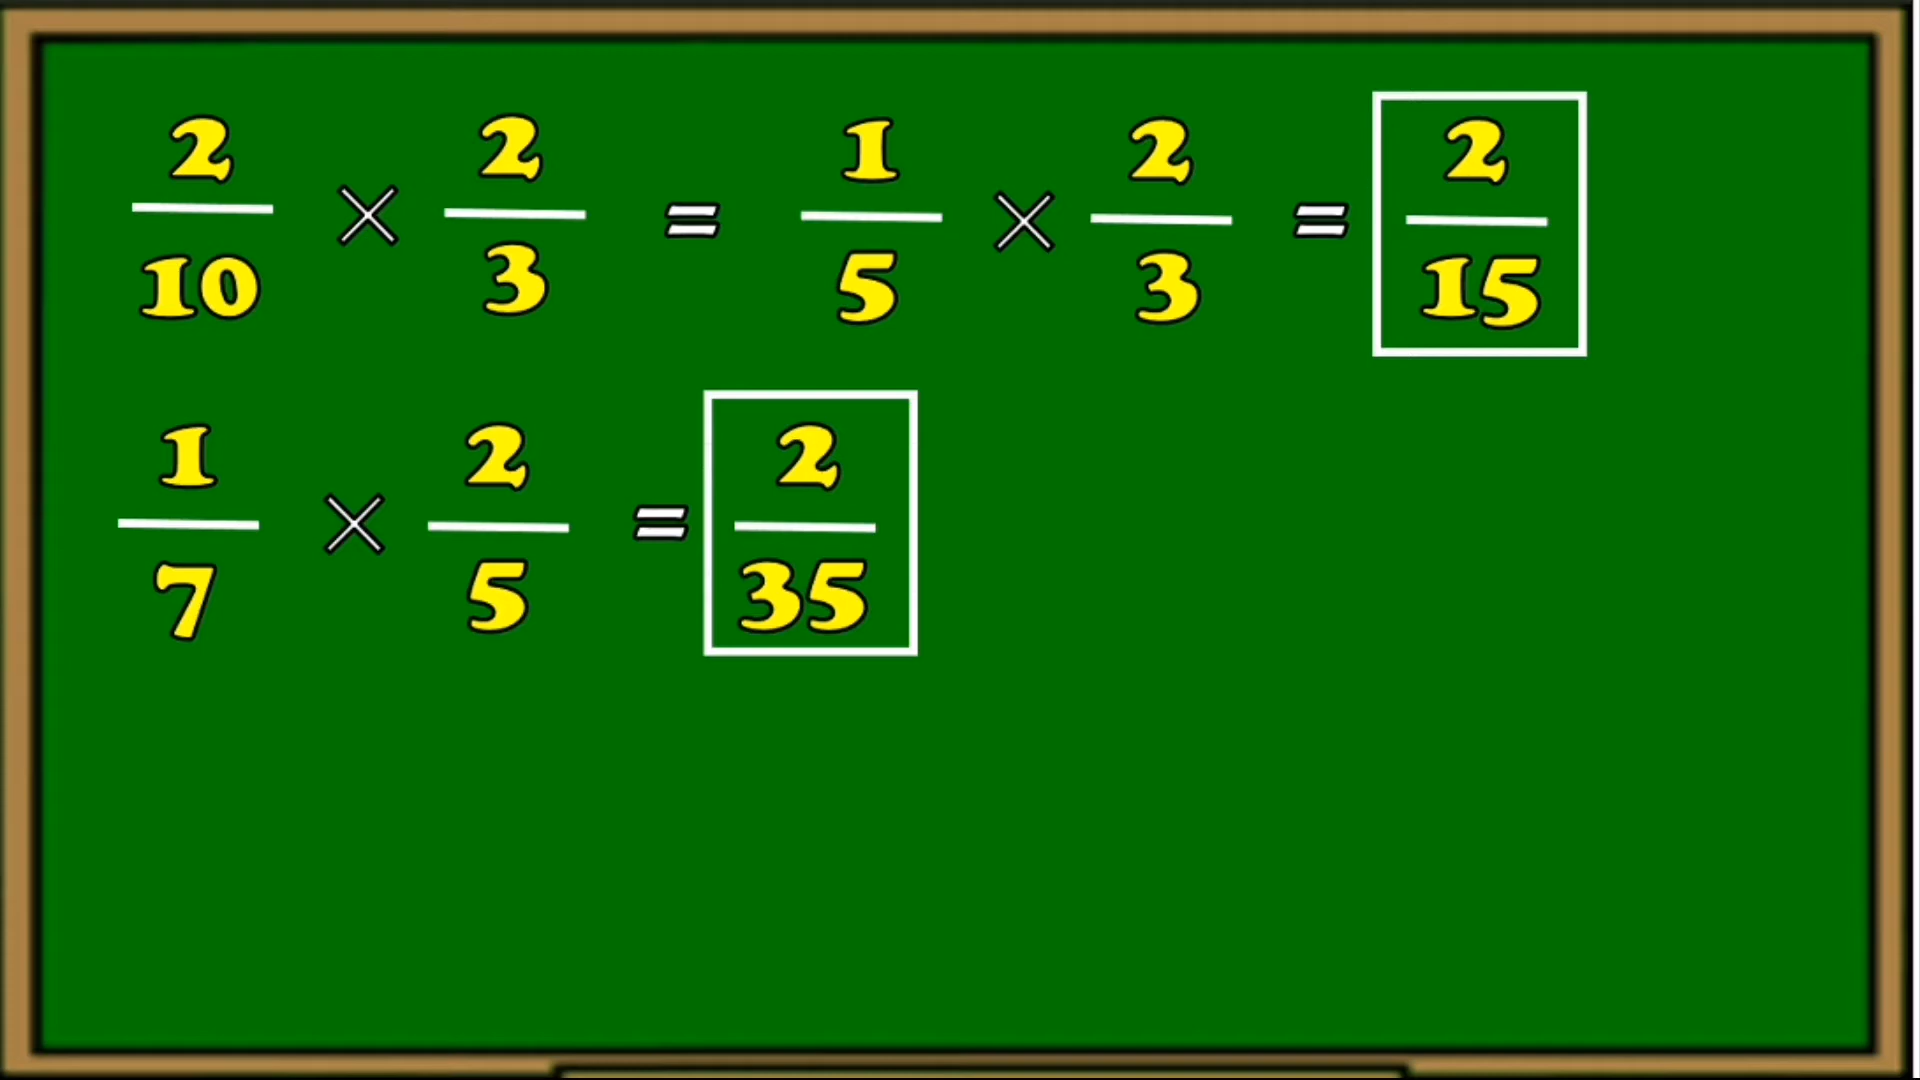 2/10 × 2/3 = 1/5 × 2/3 = 2/15
1/7 × 2/5 = 2/35